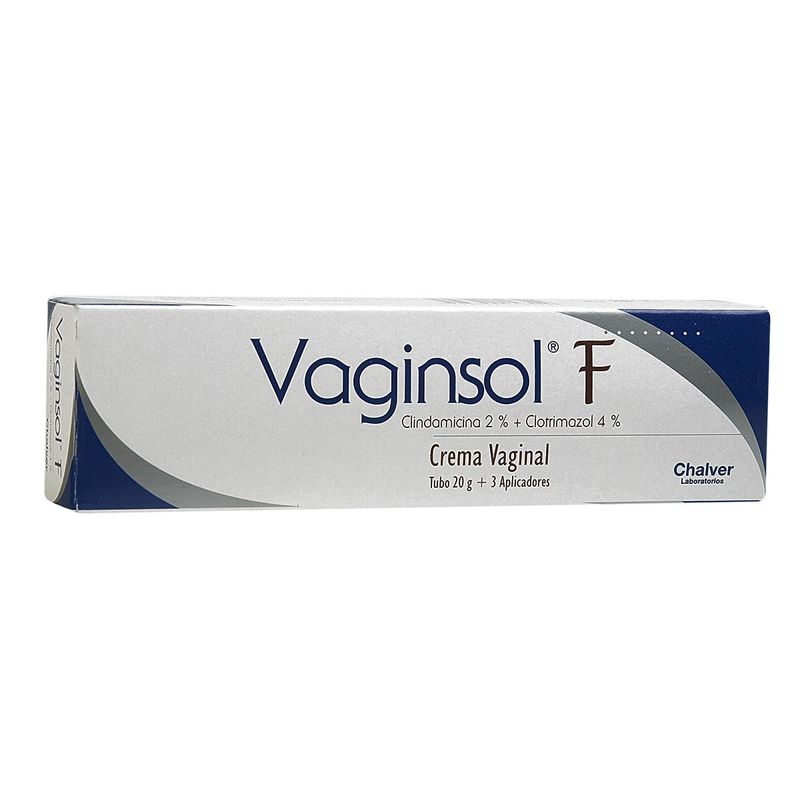 Vaginsol® F
Clindamicina 2 % + Clotrimazol 4 %
Crema Vaginal
Tubo 20 g + 3 Aplicadores
Chalver
Laboratorios
Vaginsol F